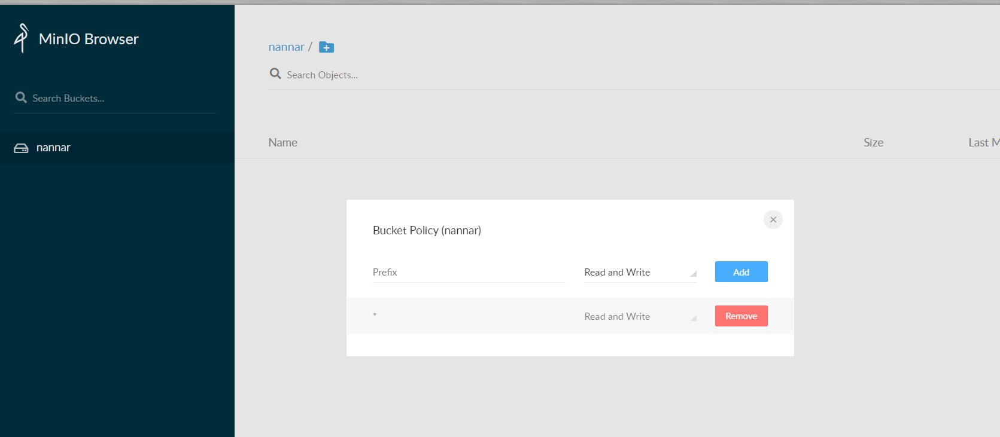 MinIO Browser
Search Buckets...
nannar
nannar /
Search Objects...
Name Size Last M
Bucket Policy (nannar)
Prefix Read and Write Add
* Read and Write Remove